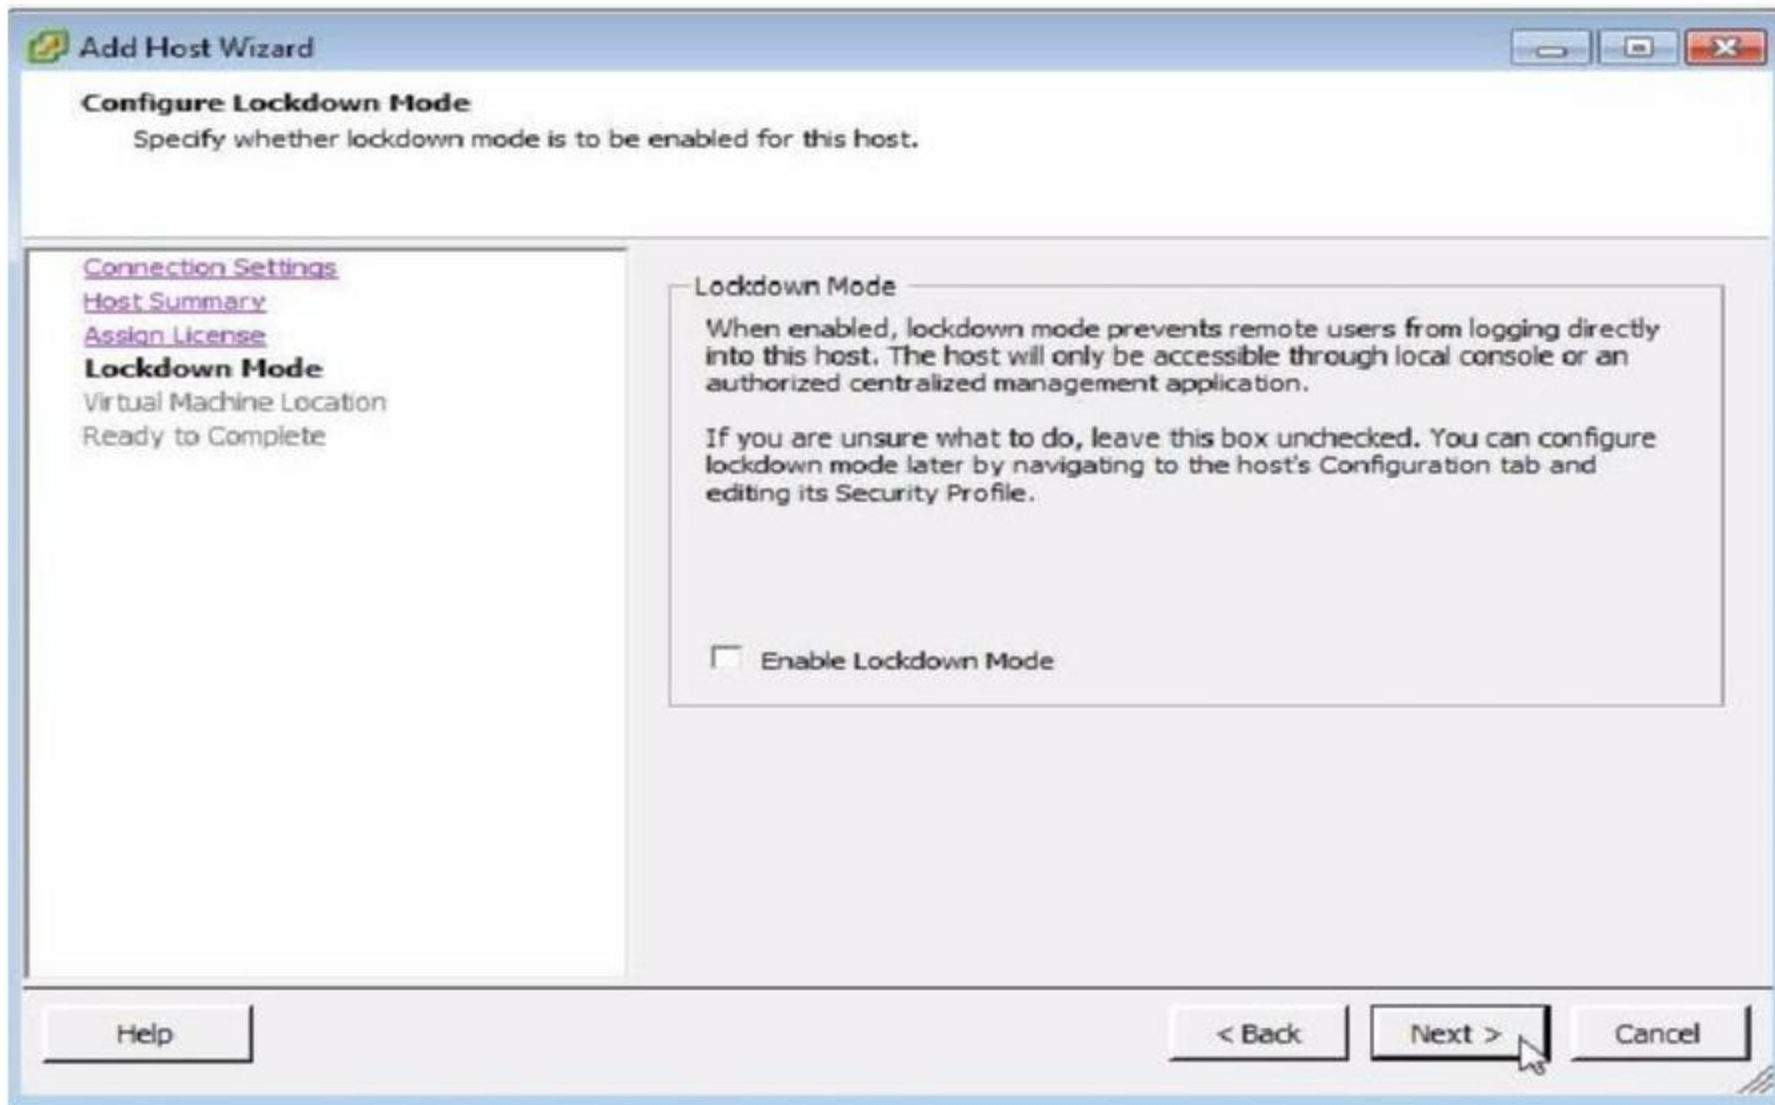 Add Host Wizard
Configure Lockdown Mode
Specify whether lockdown mode is to be enabled for this host.
Connection Settings
Host Summary
Assign License
Lockdown Mode
Virtual Machine Location
Ready to Complete
Lockdown Mode
When enabled, lockdown mode prevents remote users from logging directly
into this host. The host will only be accessible through local console or an
authorized centralized management application.
If you are unsure what to do, leave this box unchecked. You can configure
lockdown mode later by navigating to the host's Configuration tab and
editing its Security Profile.
Enable Lockdown Mode
Help
< Back
Next >
Cancel